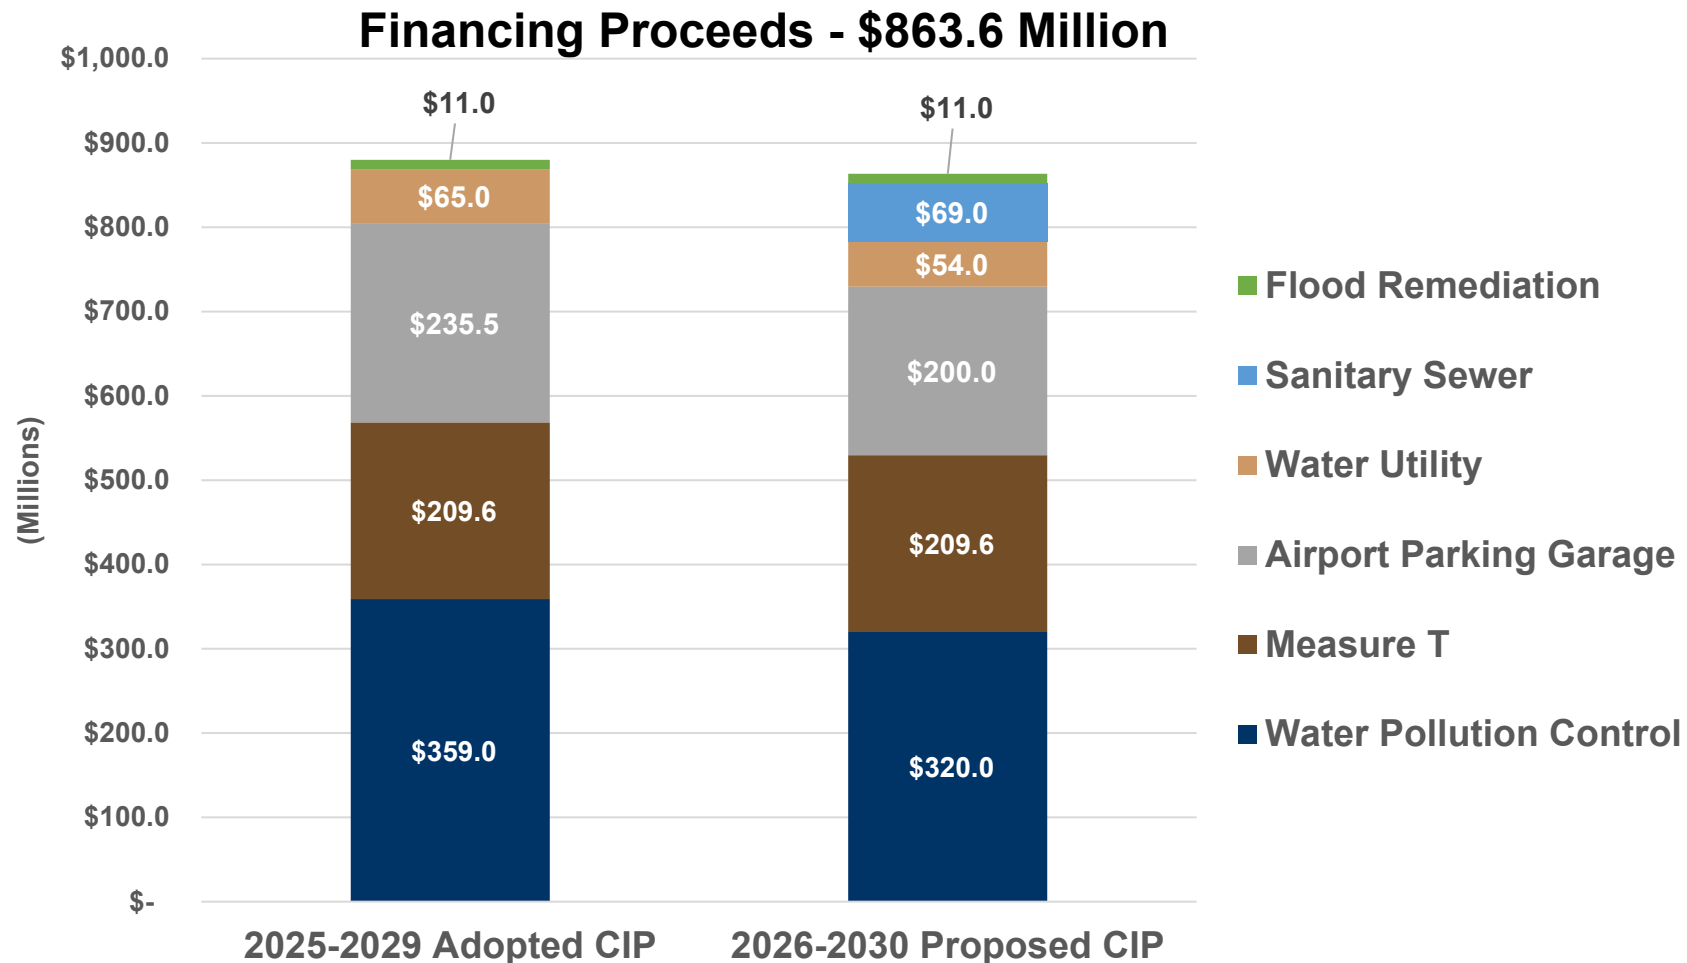 Financing Proceeds - $863.6 Million
$1,000.0
$900.0
$800.0
$700.0
$600.0
$500.0
$400.0
$300.0
$200.0
$100.0
$-
(Millions)
$11.0
$65.0
$235.5
$209.6
$359.0
$11.0
$69.0
$54.0
$200.0
$209.6
$320.0
2025-2029 Adopted CIP
2026-2030 Proposed CIP
Flood Remediation
Sanitary Sewer
Water Utility
Airport Parking Garage
Measure T
Water Pollution Control